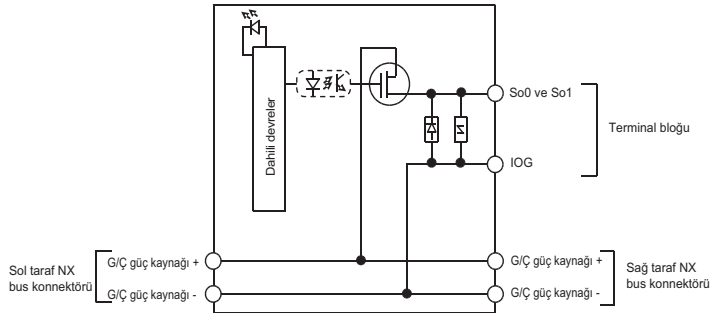 Dahili devreler
So0 ve So1
Terminal bloğu
IOG
Sol taraf NX
bus konnektörü
G/Ç güç kaynağı +
G/Ç güç kaynağı -
G/Ç güç kaynağı +
G/Ç güç kaynağı -
Sağ taraf NX
bus konnektörü